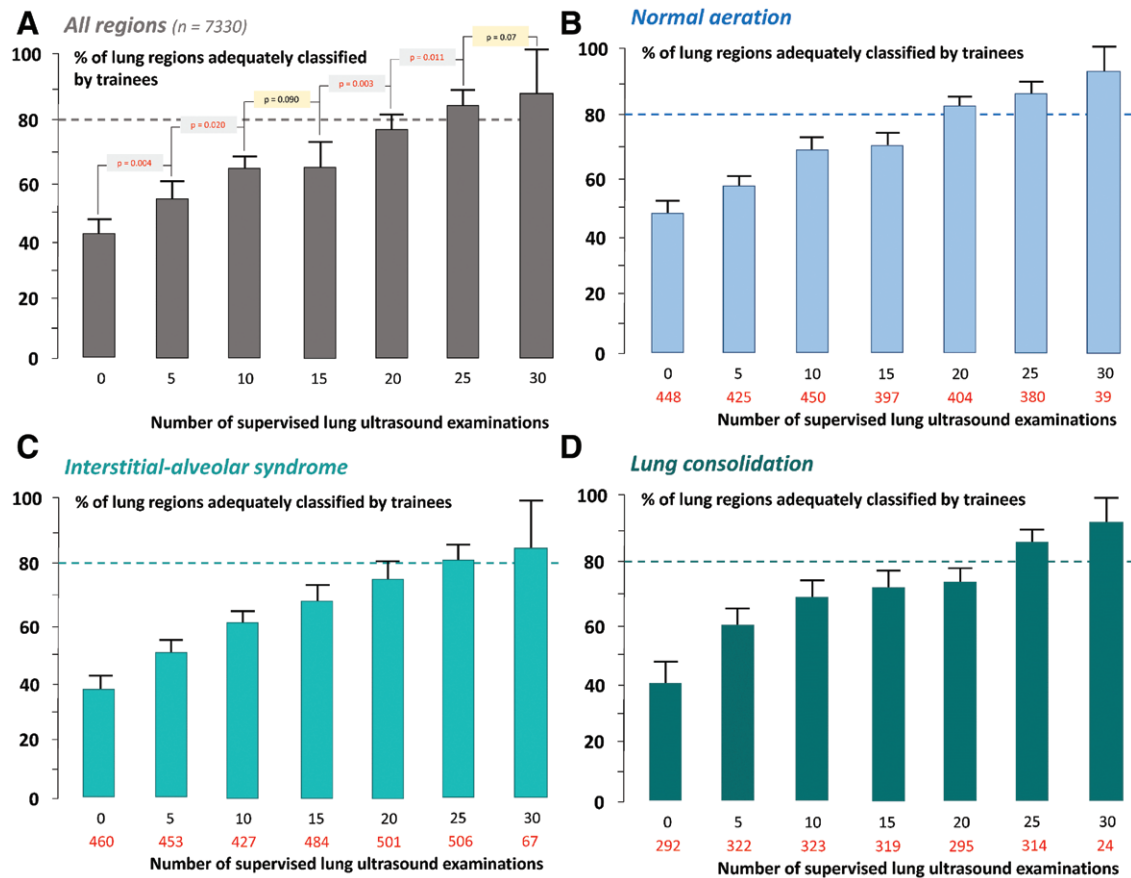 A
All regions (n = 7330)
% of lung regions adequately classified
by trainees
p = 0.004
p = 0.020
p = 0.090
p = 0.003
p = 0.011
p = 0.07
100
80
60
40
20
0
0 5 10 15 20 25 30
Number of supervised lung ultrasound examinations
B
Normal aeration
% of lung regions adequately classified by trainees
100
80
60
40
20
0
0 5 10 15 20 25 30
448 425 450 397 404 380 39
Number of supervised lung ultrasound examinations
C
Interstitial-alveolar syndrome
% of lung regions adequately classified by trainees
100
80
60
40
20
0
0 5 10 15 20 25 30
460 453 427 484 501 506 67
Number of supervised lung ultrasound examinations
D
Lung consolidation
% of lung regions adequately classified by trainees
100
80
60
40
20
0
0 5 10 15 20 25 30
292 322 323 319 295 314 24
Number of supervised lung ultrasound examinations